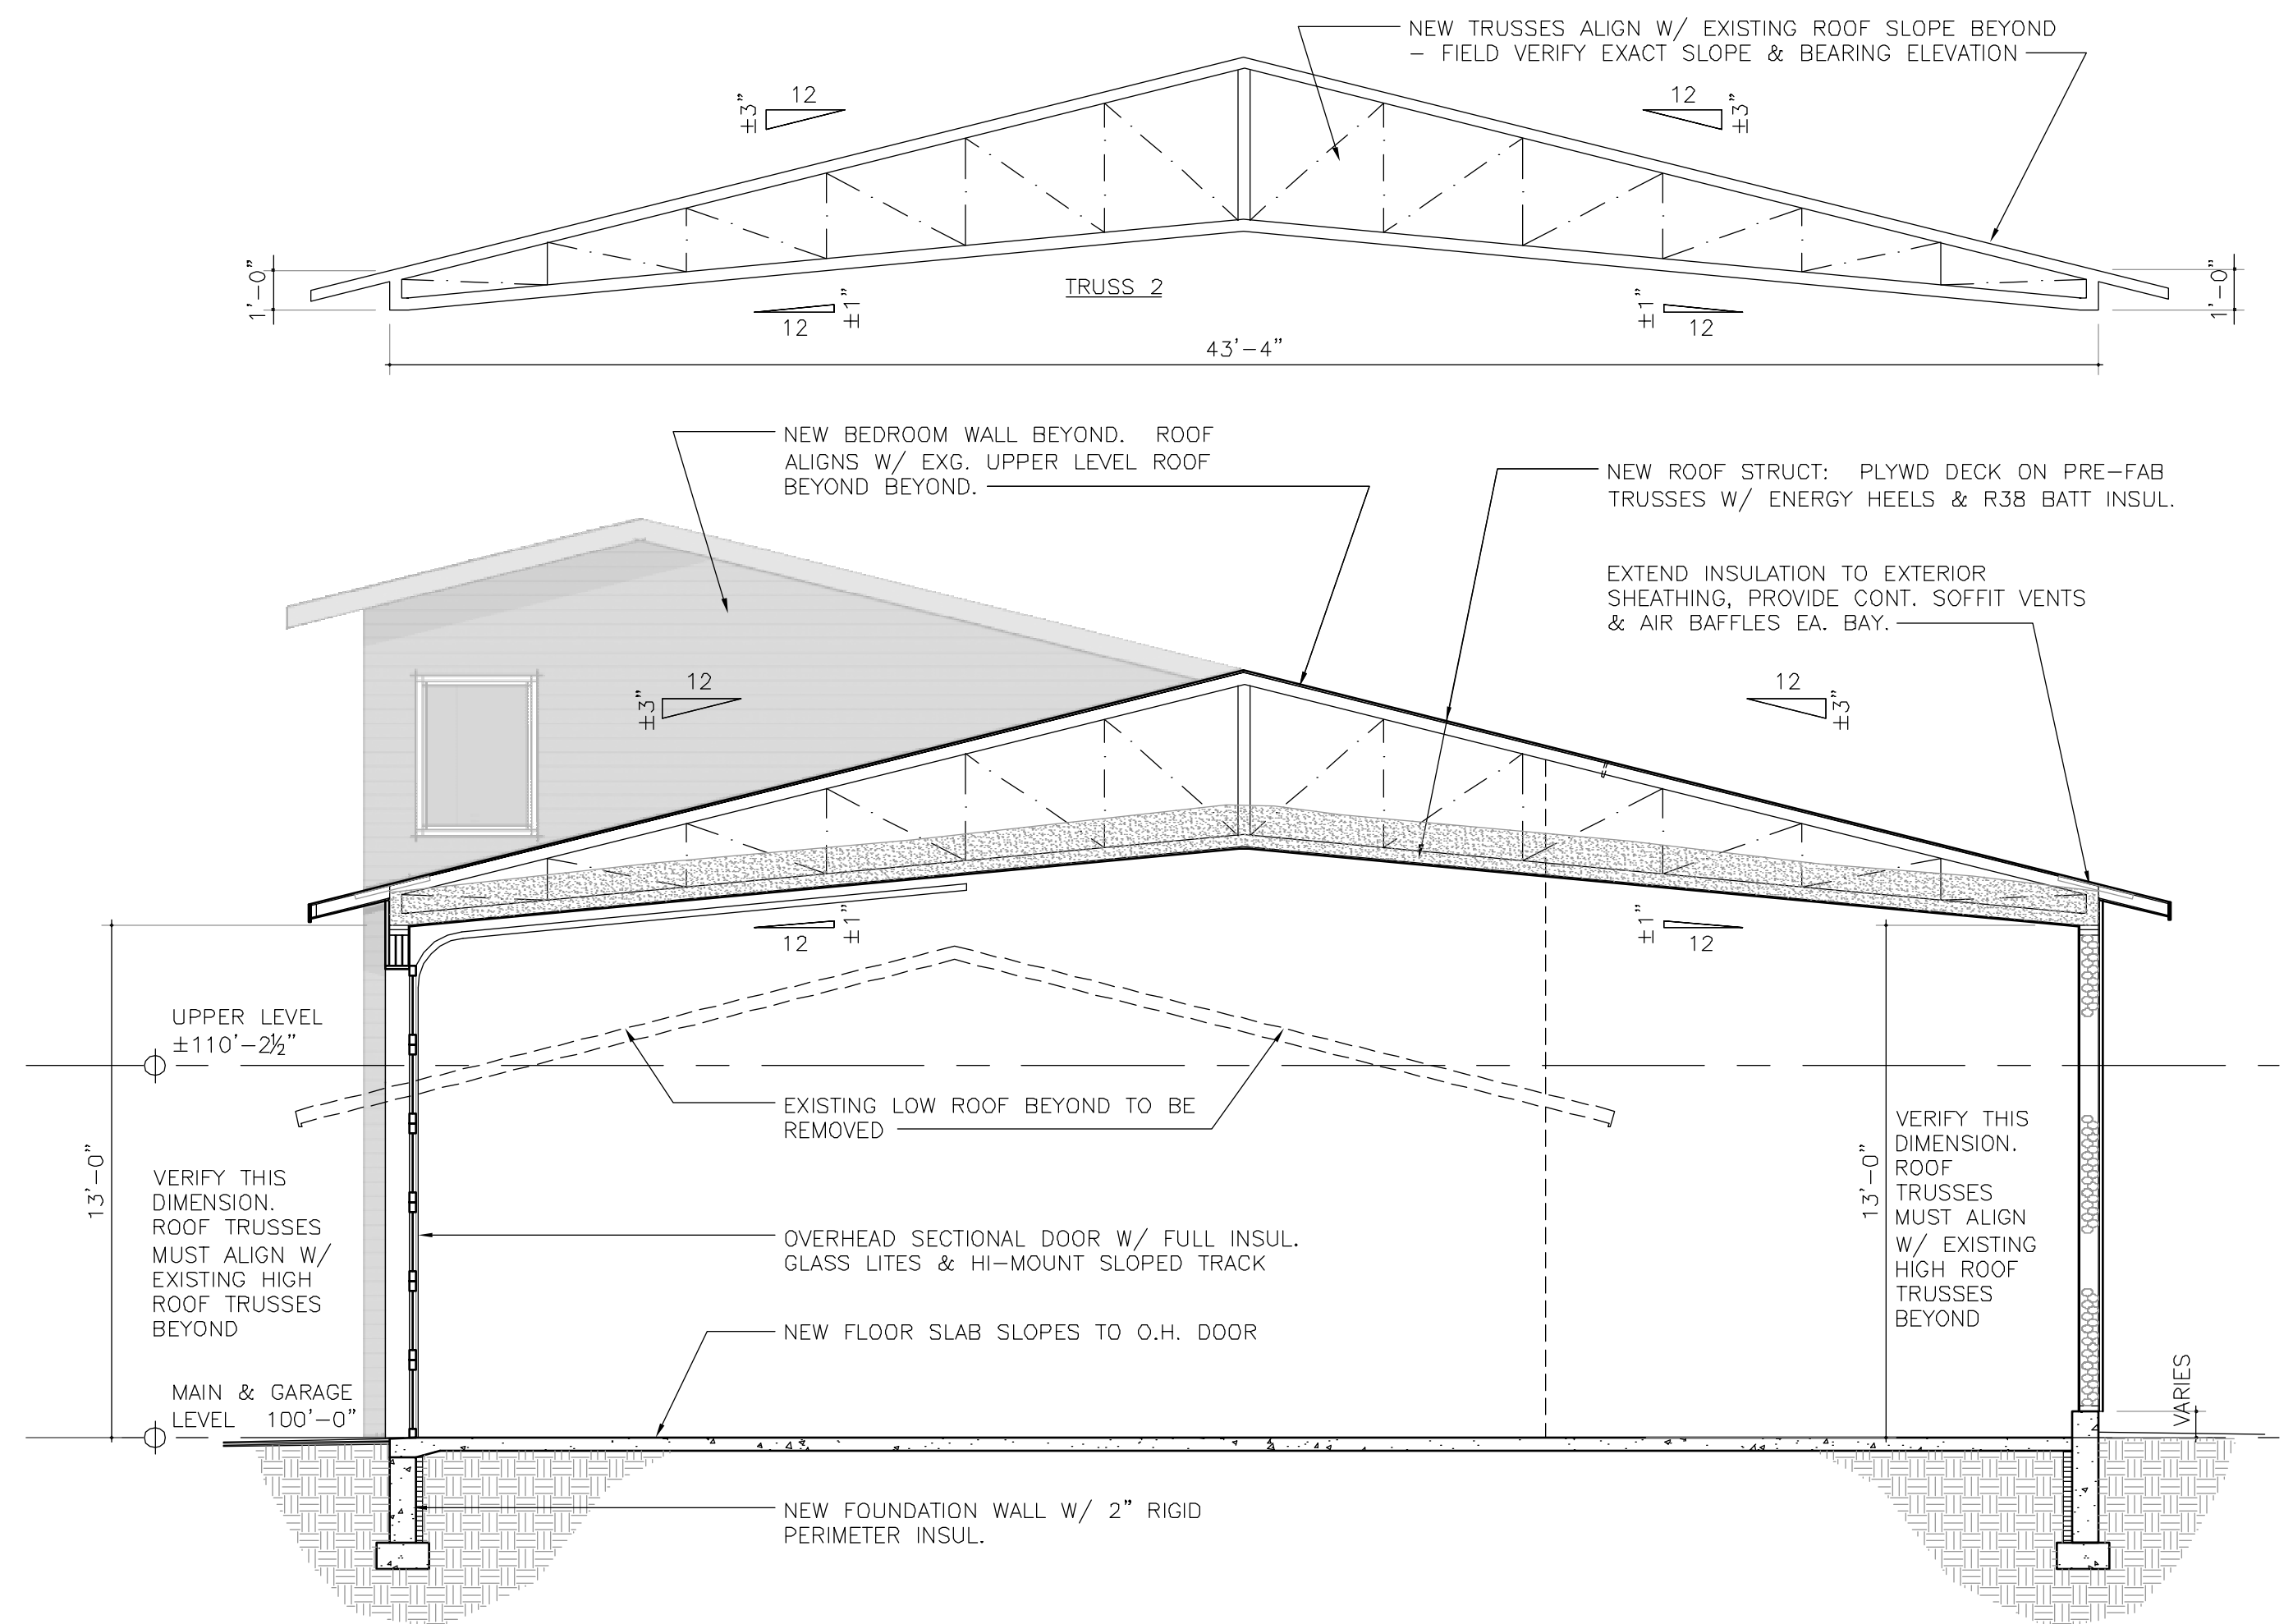 NEW TRUSSES ALIGN W/ EXISTING ROOF SLOPE BEYOND
– FIELD VERIFY EXACT SLOPE & BEARING ELEVATION
12
±3”
12
±3”
1’–0”
TRUSS 2
12
±1”
±1”
12
1’–0”
43’–4”
NEW BEDROOM WALL BEYOND. ROOF
ALIGNS W/ EXG. UPPER LEVEL ROOF
BEYOND BEYOND.
NEW ROOF STRUCT: PLYWD DECK ON PRE–FAB
TRUSSES W/ ENERGY HEELS & R38 BATT INSUL.
EXTEND INSULATION TO EXTERIOR
SHEATHING, PROVIDE CONT. SOFFIT VENTS
& AIR BAFFLES EA. BAY.
12
±3”
12
±3”
12
±1”
±1”
12
UPPER LEVEL
±110’–2½”
EXISTING LOW ROOF BEYOND TO BE
REMOVED
13’–0”
VERIFY THIS
DIMENSION.
ROOF TRUSSES
MUST ALIGN W/
EXISTING HIGH
ROOF TRUSSES
BEYOND
13’–0”
VERIFY THIS
DIMENSION.
ROOF
TRUSSES
MUST ALIGN
W/ EXISTING
HIGH ROOF
TRUSSES
BEYOND
OVERHEAD SECTIONAL DOOR W/ FULL INSUL.
GLASS LITES & HI–MOUNT SLOPED TRACK
NEW FLOOR SLAB SLOPES TO O.H. DOOR
MAIN & GARAGE
LEVEL 100’–0”
VARIES
NEW FOUNDATION WALL W/ 2” RIGID
PERIMETER INSUL.